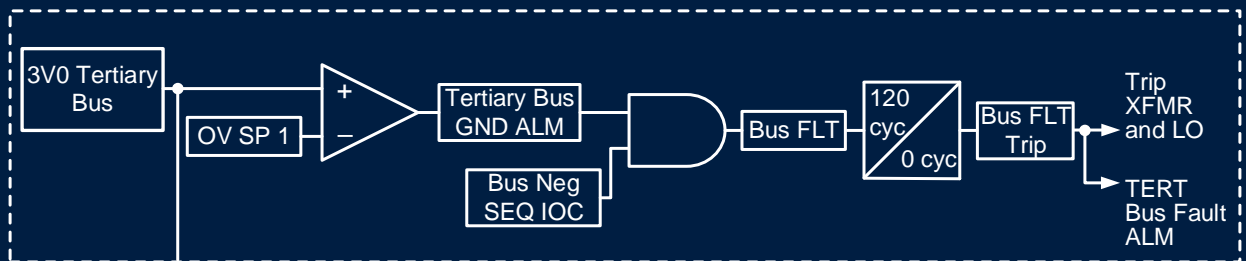 3V0 Tertiary
Bus
OV SP 1
+
–
Tertiary Bus
GND ALM
Bus Neg
SEQ IOC
Bus FLT
120
cyc
0 cyc
Bus FLT
Trip
Trip
XFMR
and LO
TERT
Bus Fault
ALM